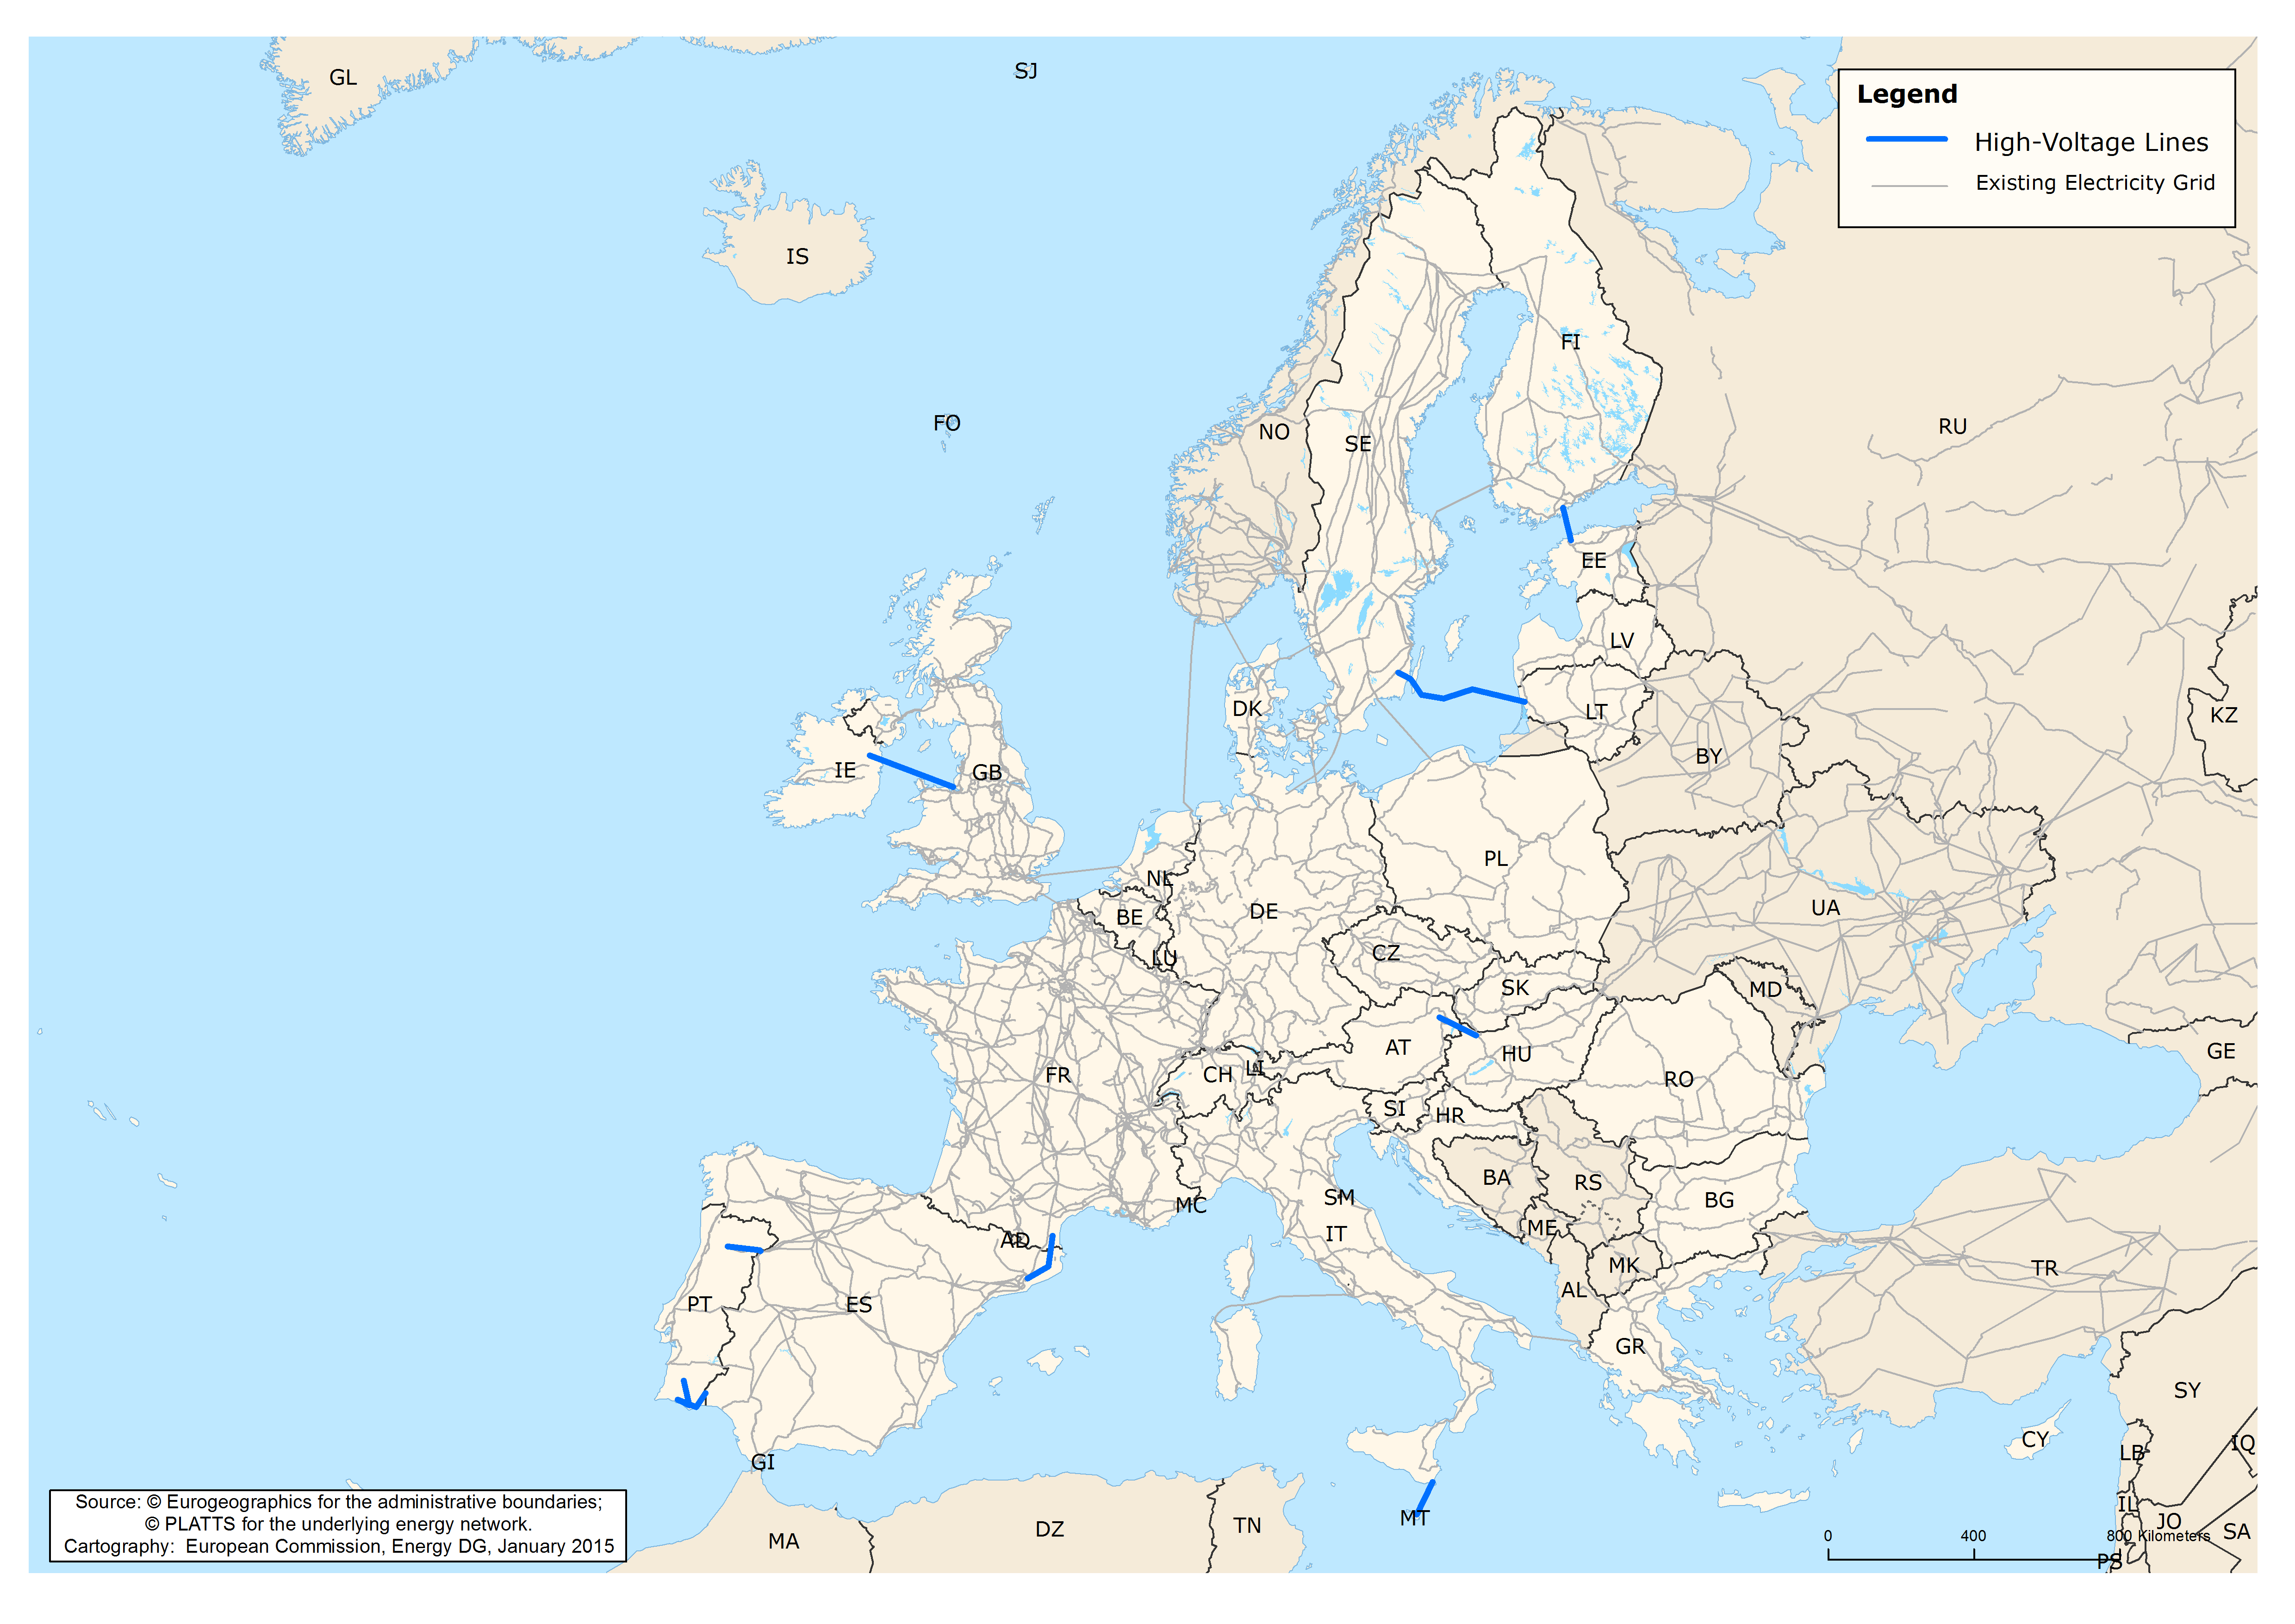 GL
SJ
Legend
High-Voltage Lines
Existing Electricity Grid
IS
FI
FO
NO
SE
RU
EE
LV
DK
LT
KZ
IE
GB
BY
PL
NL
BE
DE
UA
CZ
LU
SK
MD
AT
HU
GE
FR
CH
LI
RO
SI
HR
BA
RS
MC
SM
BG
IT
ME
AD
MK
TR
AL
PT
ES
GR
SY
CY
IQ
LB
GI
IL
MT
JO
SA
PS
MA
DZ
TN
Source: © Eurogeographics for the administrative boundaries;
© PLATTS for the underlying energy network.
Cartography: European Commission, Energy DG, January 2015
0 400 800 Kilometers